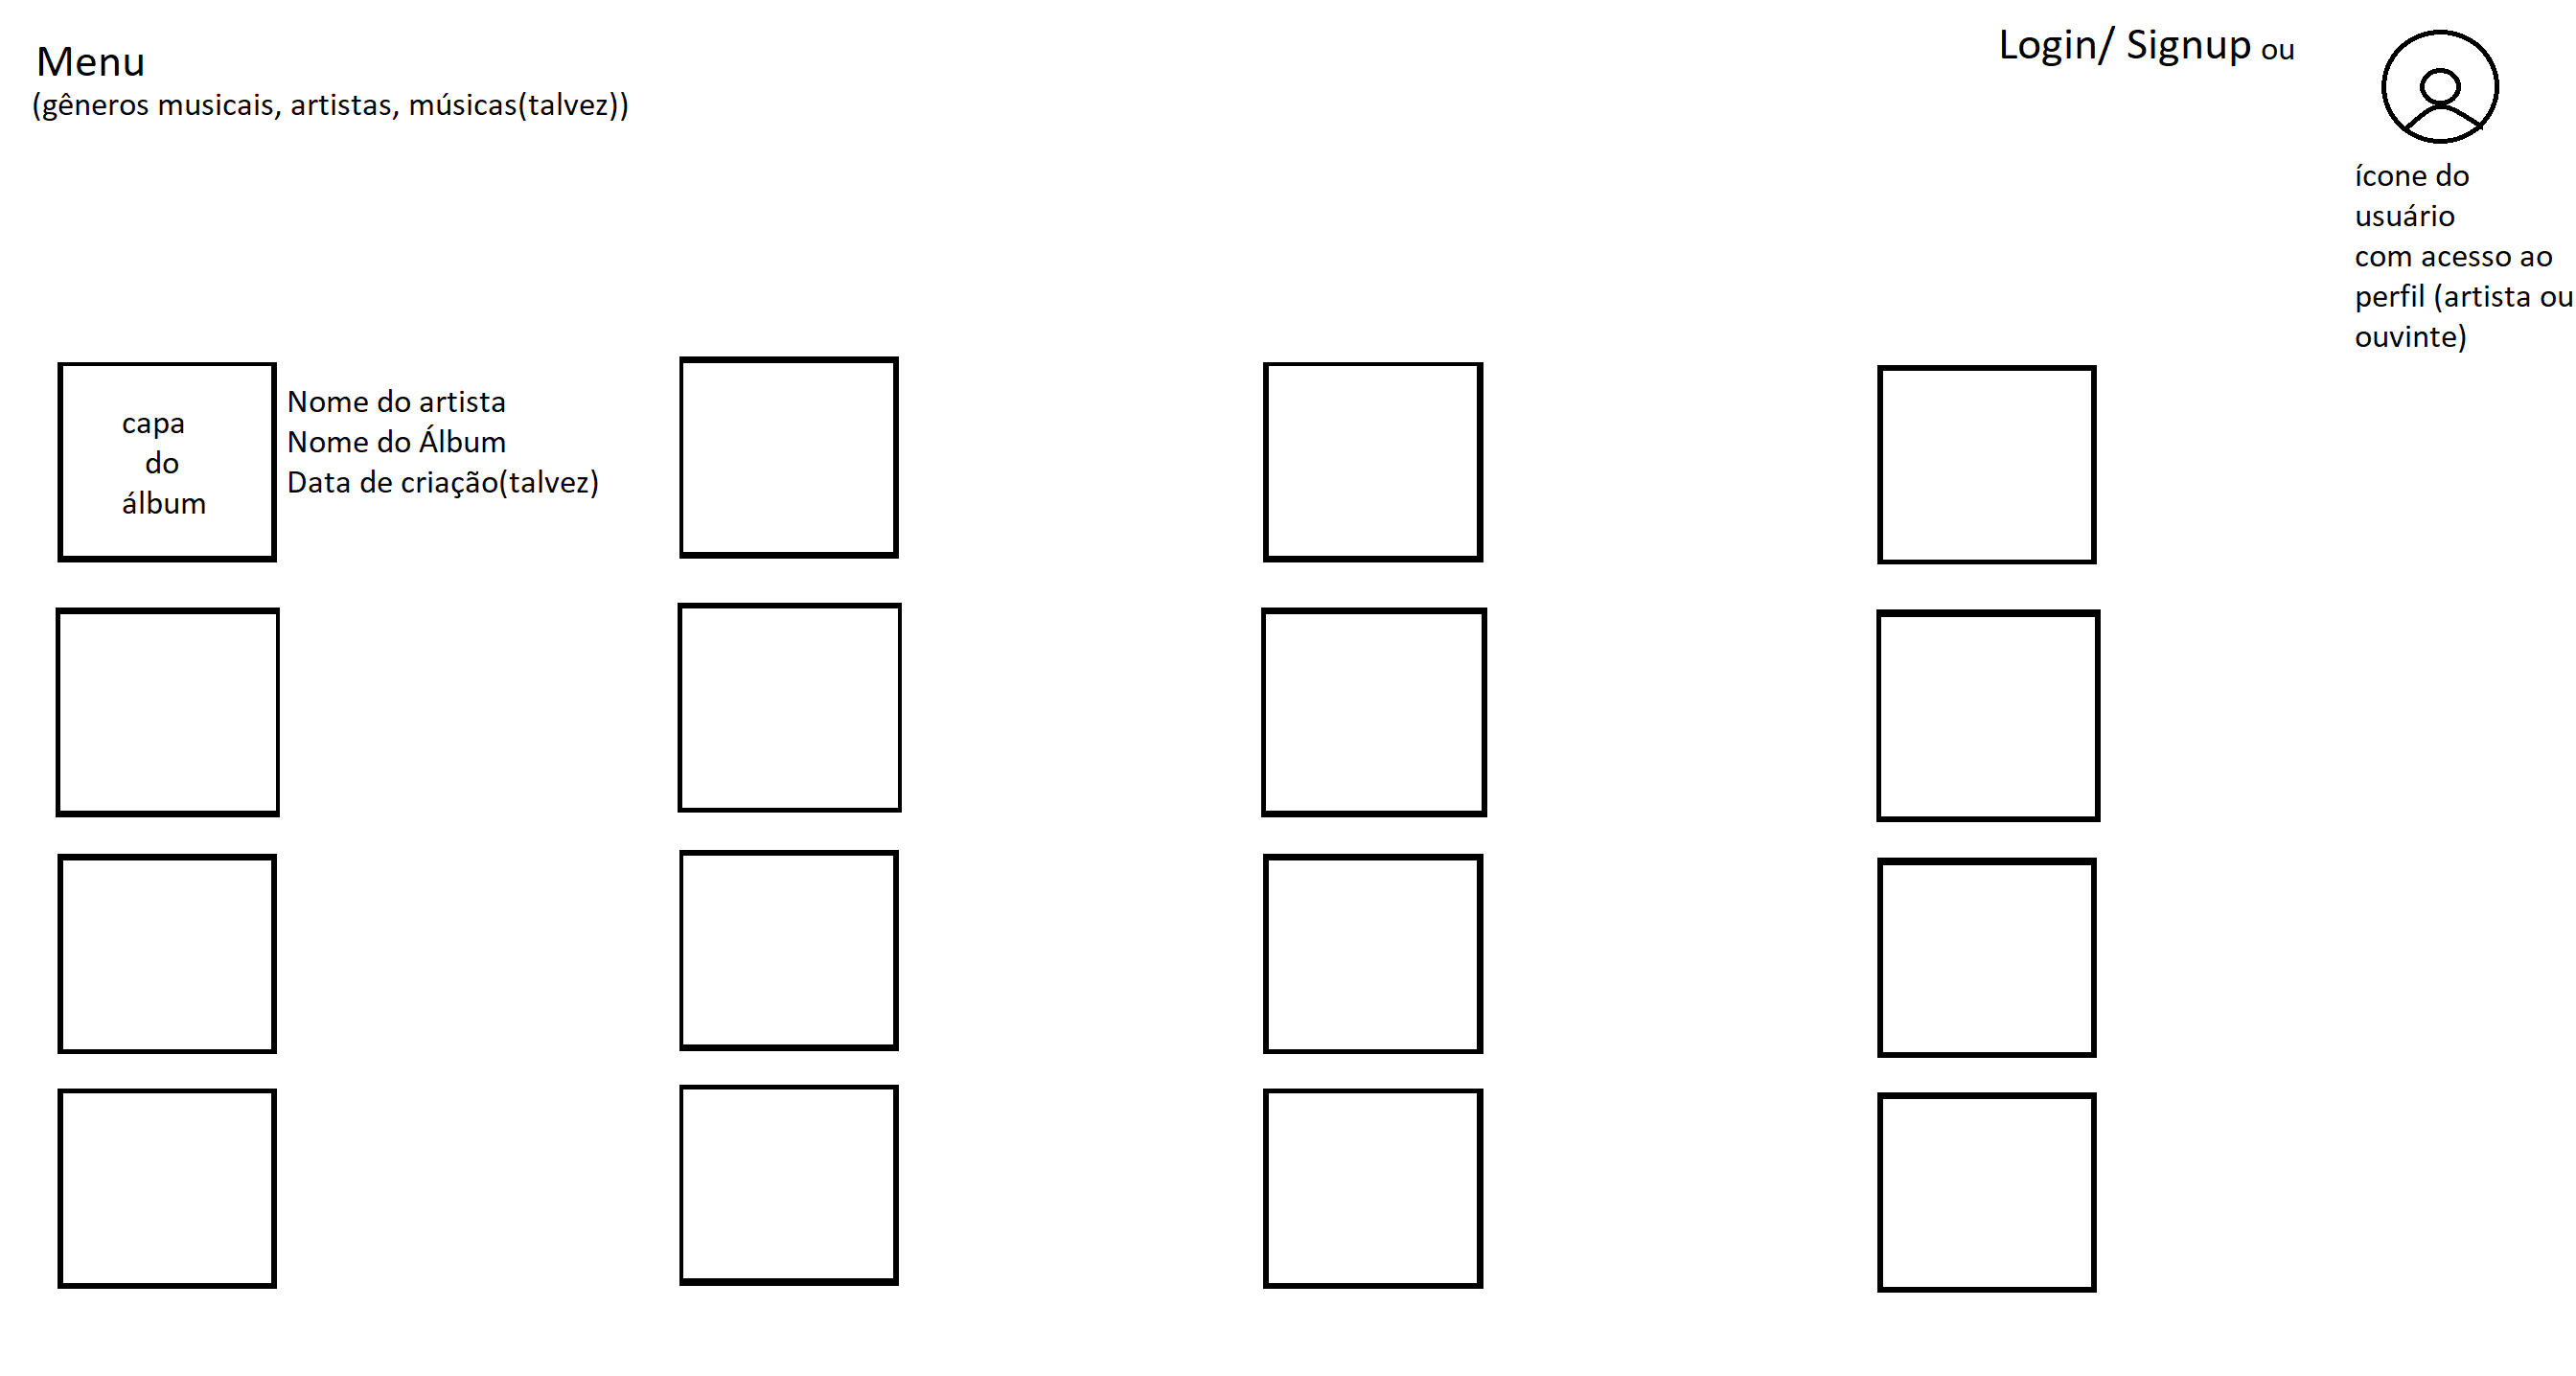 Menu
(gêneros musicais, artistas, músicas(talvez))
Login/ Signup ou
ícone do
usuário
com acesso ao
perfil (artista ou
ouvinte)
capa
do
álbum
Nome do artista
Nome do Álbum
Data de criação(talvez)